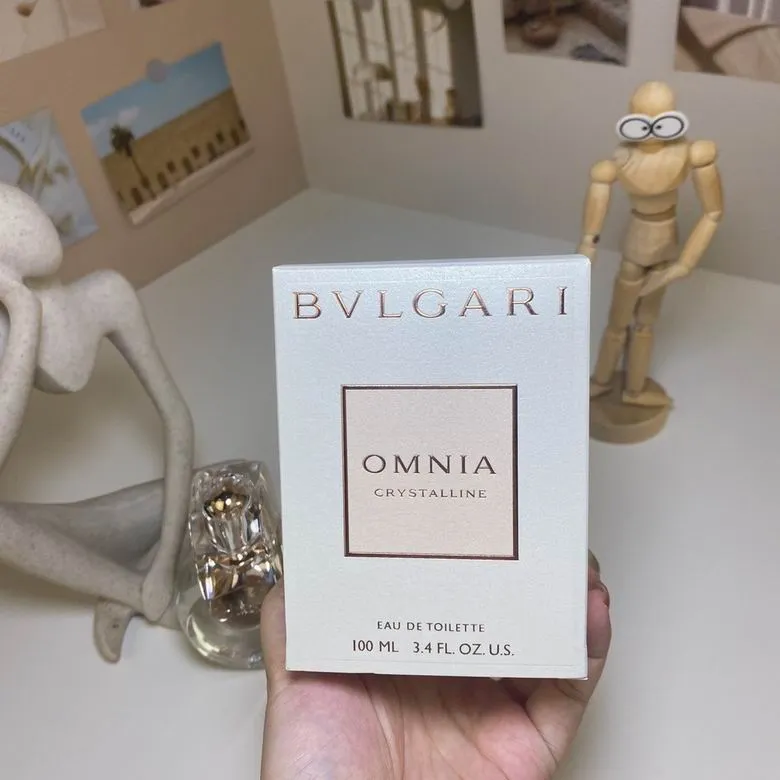 BVLGARI
OMNIA
CRYSTALLINE
EAU DE TOILETTE
100 ML 3.4 FL. OZ. U.S.